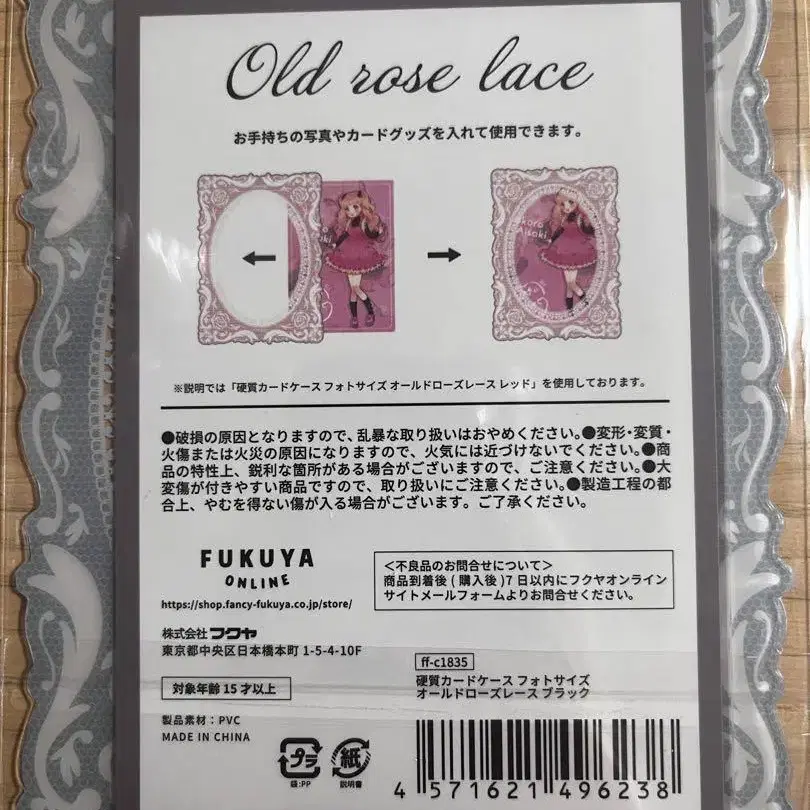 Old rose lace
お手持ちの写真やカードグッズを入れて使用できます。
※説明では「硬質カードケース フォトサイズ オールドローズレース レッド」を使用しております。
●破損の原因となりますので、乱暴な取り扱いはおやめください。●変形・変質・
火傷または火災の原因になりますので、火気には近づけないでください。●商
品の特性上、鋭利な箇所がある場合がございますので、ご注意ください。●大
変傷が付きやすい商品ですので、取り扱いにご注意ください。●製造工程の都
合上、やむを得ない傷が入る場合がございます。ご了承ください。
FUKUYA
ONLINE
https://shop.fancy-fukuya.co.jp/store/
<不良品のお問合せについて>
商品到着後(購入後)7日以内にフクヤオンライン
サイトメールフォームよりお問合せください。
株式会社フクヤ
東京都中央区日本橋本町 1-5-4-10F
対象年齢 15 才以上
製品素材：PVC
MADE IN CHINA
ff-c1835
硬質カードケース フォトサイズ
オールドローズレース ブラック
プラ
袋:PP
紙
説明書
4 571621 496238